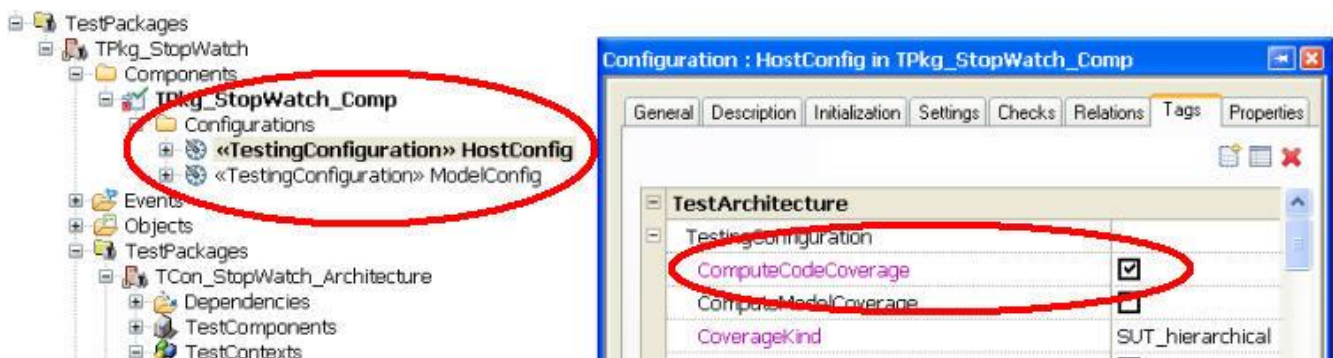 TestPackages
TPkg_StopWatch
Components
TPkg_StopWatch_Comp
Configurations
«TestingConfiguration» HostConfig
«TestingConfiguration» ModelConfig
Events
Objects
TestPackages
TCon_StopWatch_Architecture
Dependencies
TestComponents
TestContexts
Configuration : HostConfig in TPkg_StopWatch_Comp
General Description Initialization Settings Checks Relations Tags Properties
TestArchitecture
TestingConfiguration
ComputeCodeCoverage
ComputeModelCoverage
CoverageKind SUT_hierarchical